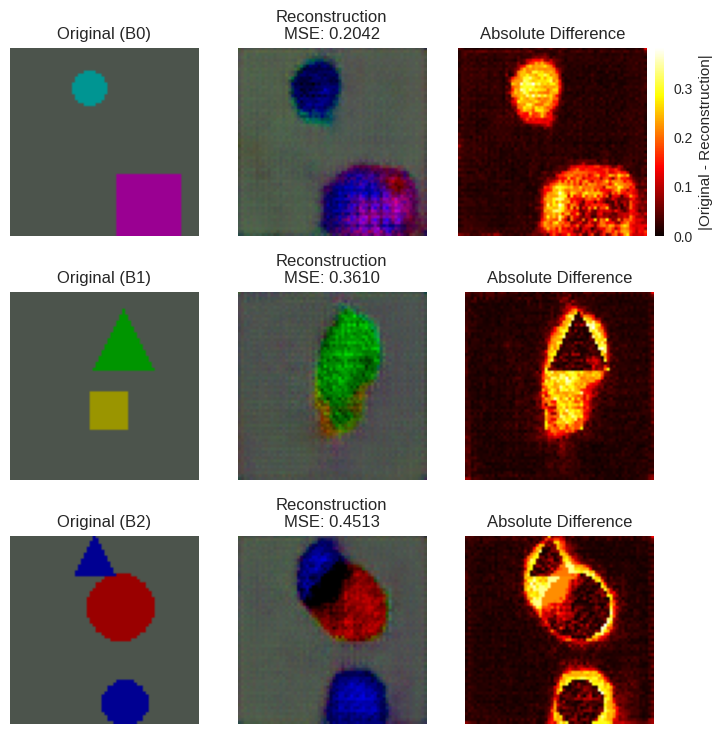 Original (B0)
Reconstruction
MSE: 0.2042
Absolute Difference
0.3
0.2
0.1
0.0
|Original - Reconstruction|
Original (B1)
Reconstruction
MSE: 0.3610
Absolute Difference
Original (B2)
Reconstruction
MSE: 0.4513
Absolute Difference